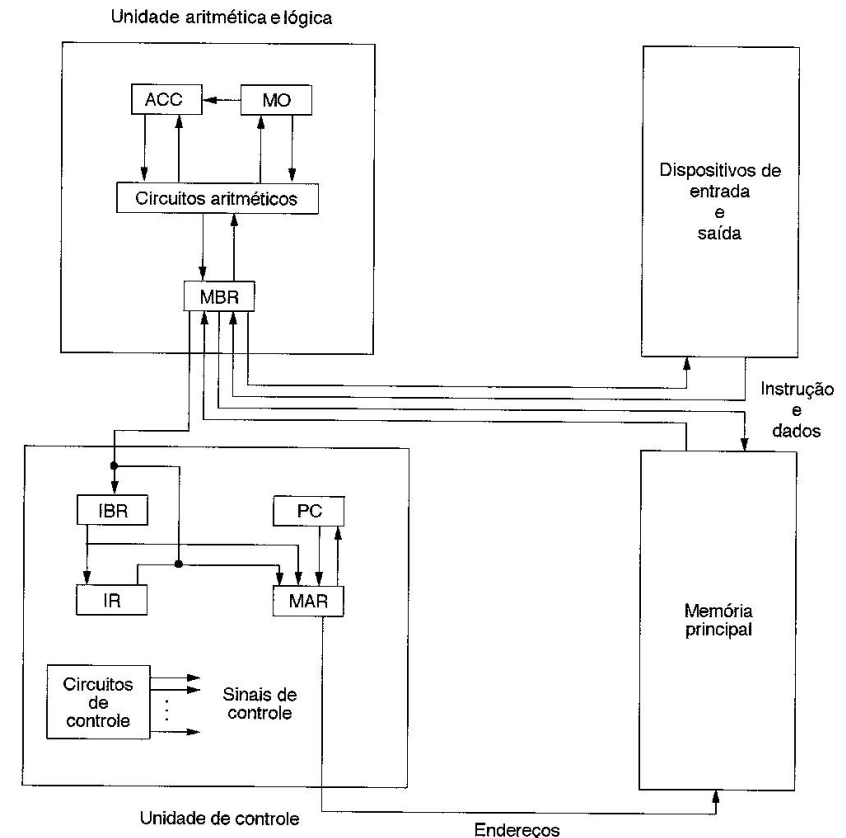 Unidade aritmética e lógica
ACC
MO
Circuitos aritméticos
MBR
Dispositivos de
entrada
e
saída
Instrução
e
dados
IBR
PC
IR
MAR
Circuitos
de
controle
Sinais de
controle
Memória
principal
Unidade de controle
Endereços